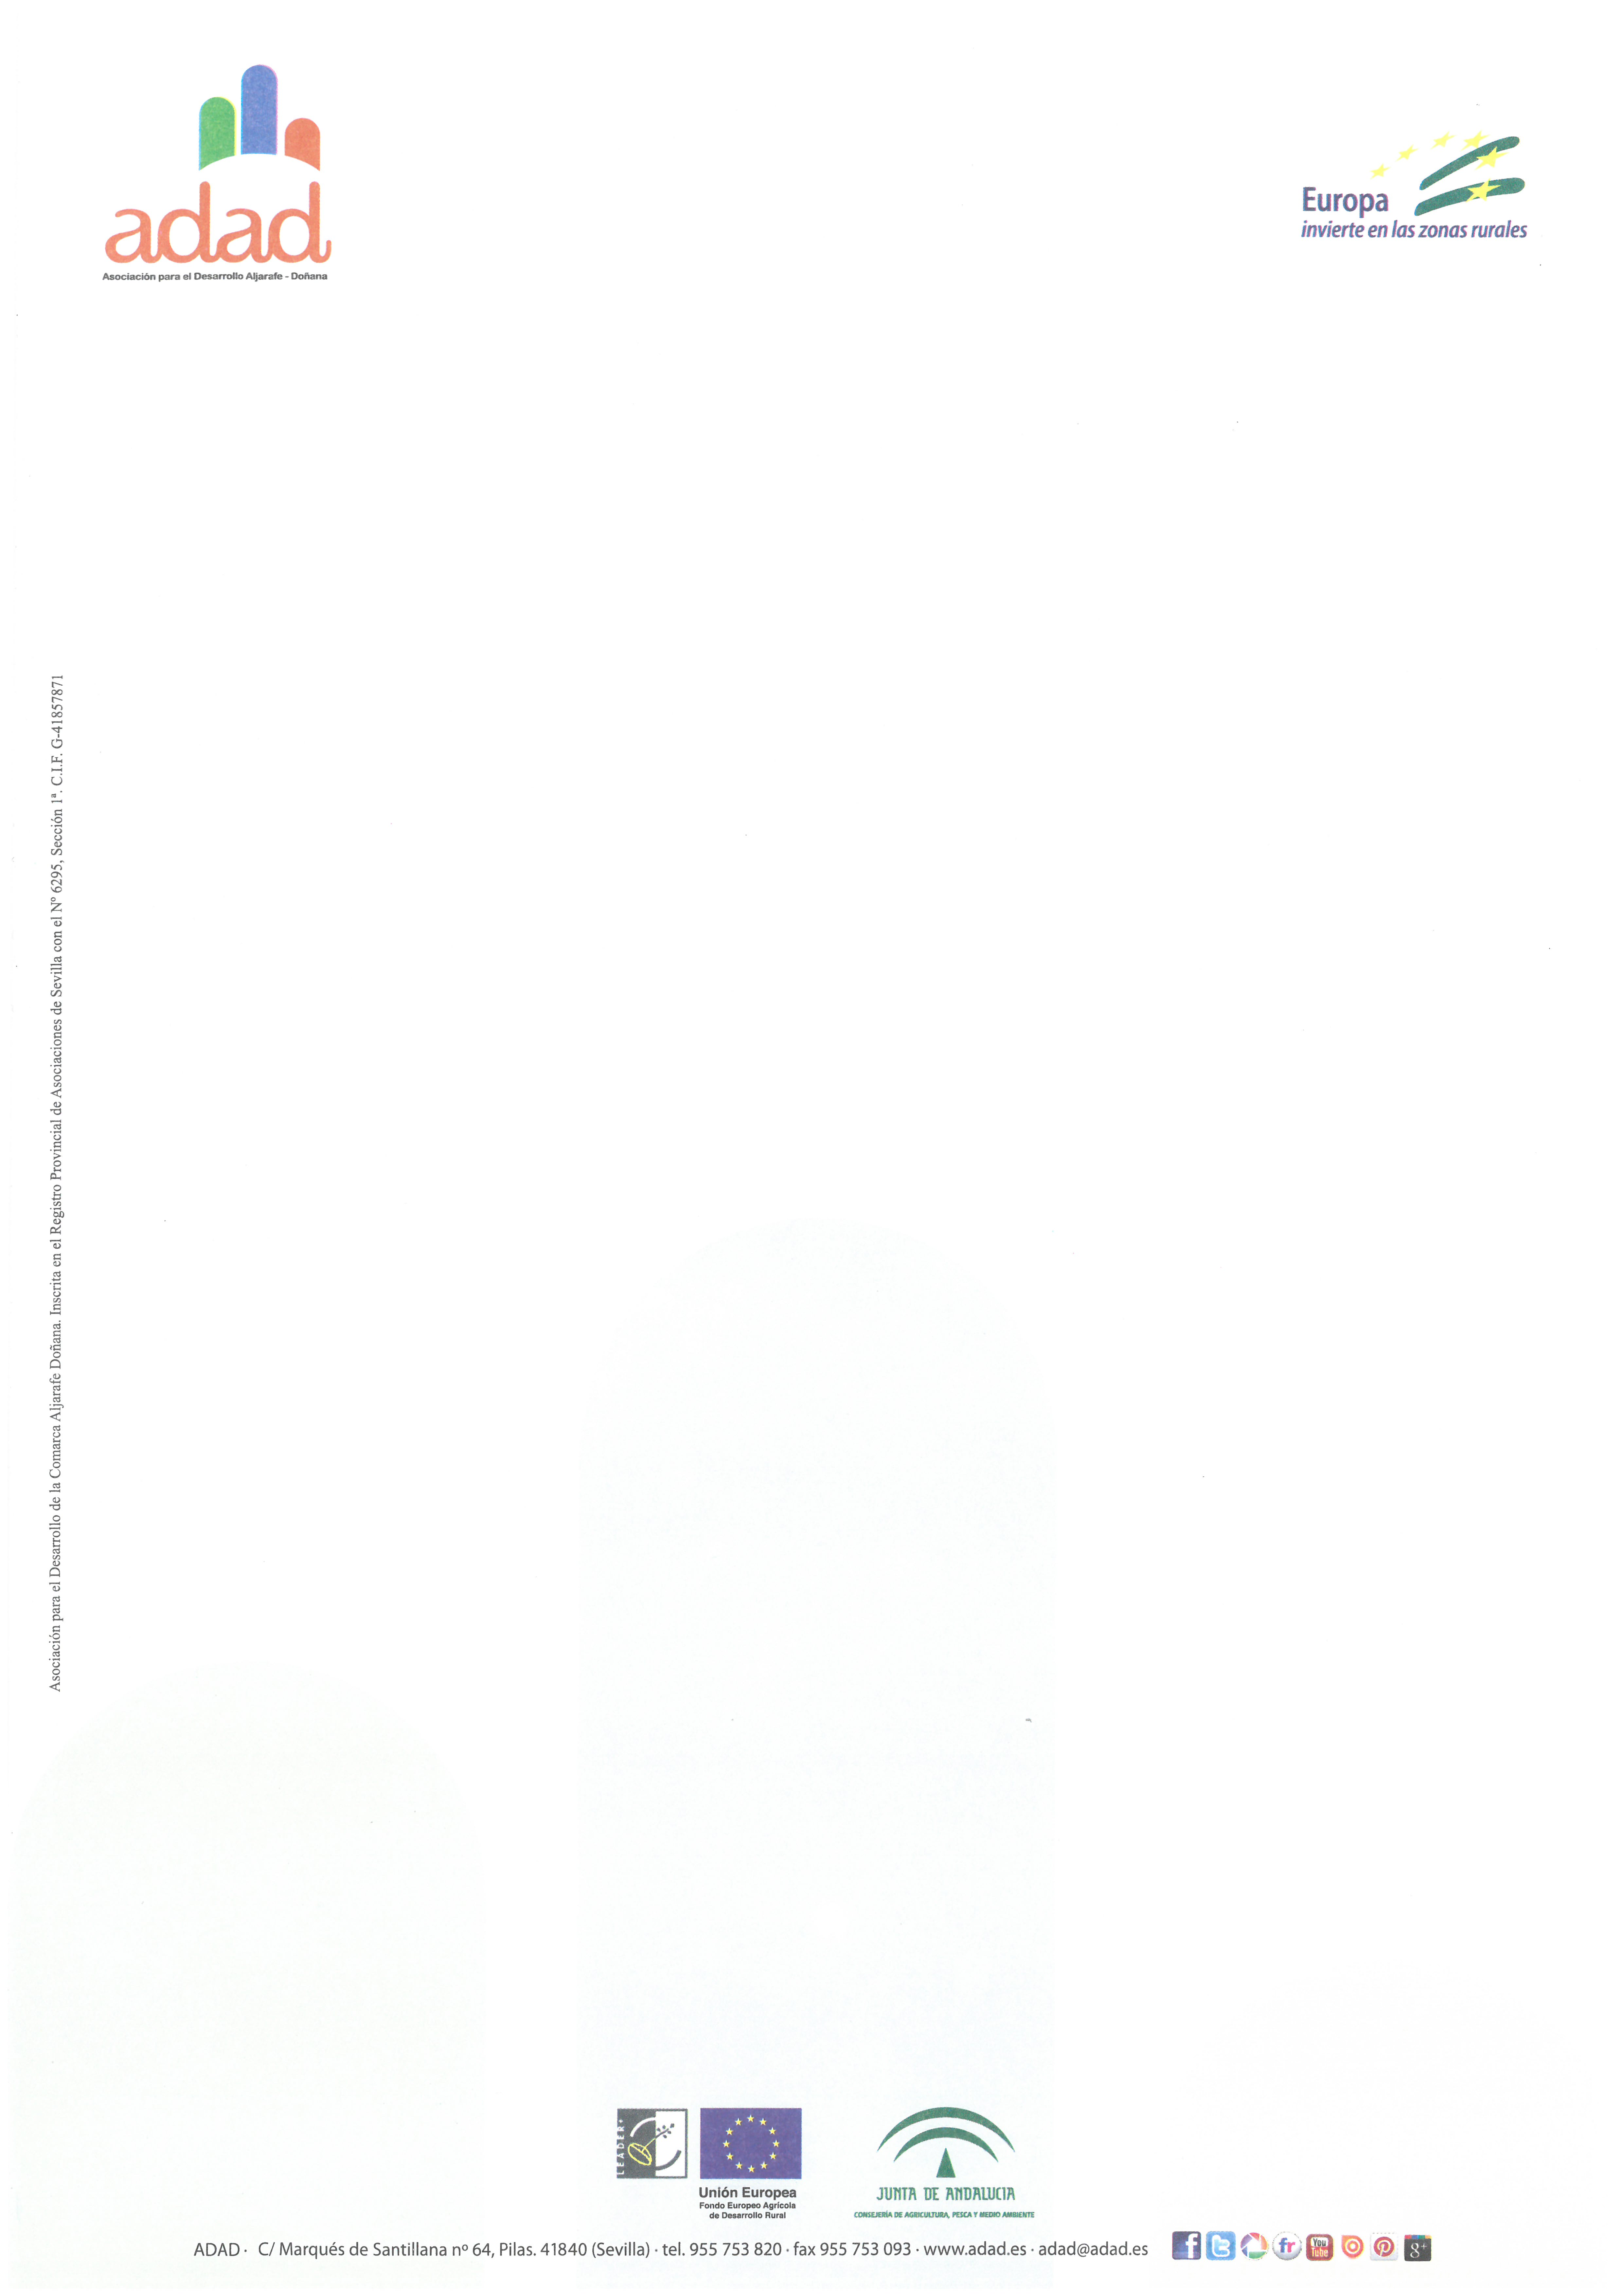 adad
Asociación para el Desarrollo Aljarafe - Doñana
Europa
invierte en las zonas rurales
Asociación para el Desarrollo de la Comarca Aljarafe Doñana. Inscrita en el Registro Provincial de Asociaciones de Sevilla con el Nº 6295, Sección 1ª. C.I.F. G-41857871
LEADER+
Unión Europea
Fondo Europeo Agrícola
de Desarrollo Rural
JUNTA DE ANDALUCIA
CONSEJERÍA DE AGRICULTURA, PESCA Y MEDIO AMBIENTE
ADAD · C/ Marqués de Santillana nº 64, Pilas. 41840 (Sevilla) · tel. 955 753 820 · fax 955 753 093 · www.adad.es · adad@adad.es
f t fr You Tube g+